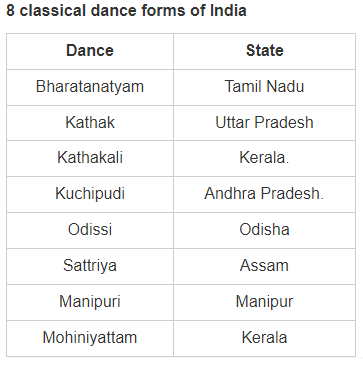 8 classical dance forms of India
Dance State
Bharatanatyam Tamil Nadu
Kathak Uttar Pradesh
Kathakali Kerala.
Kuchipudi Andhra Pradesh.
Odissi Odisha
Sattriya Assam
Manipuri Manipur
Mohiniyattam Kerala